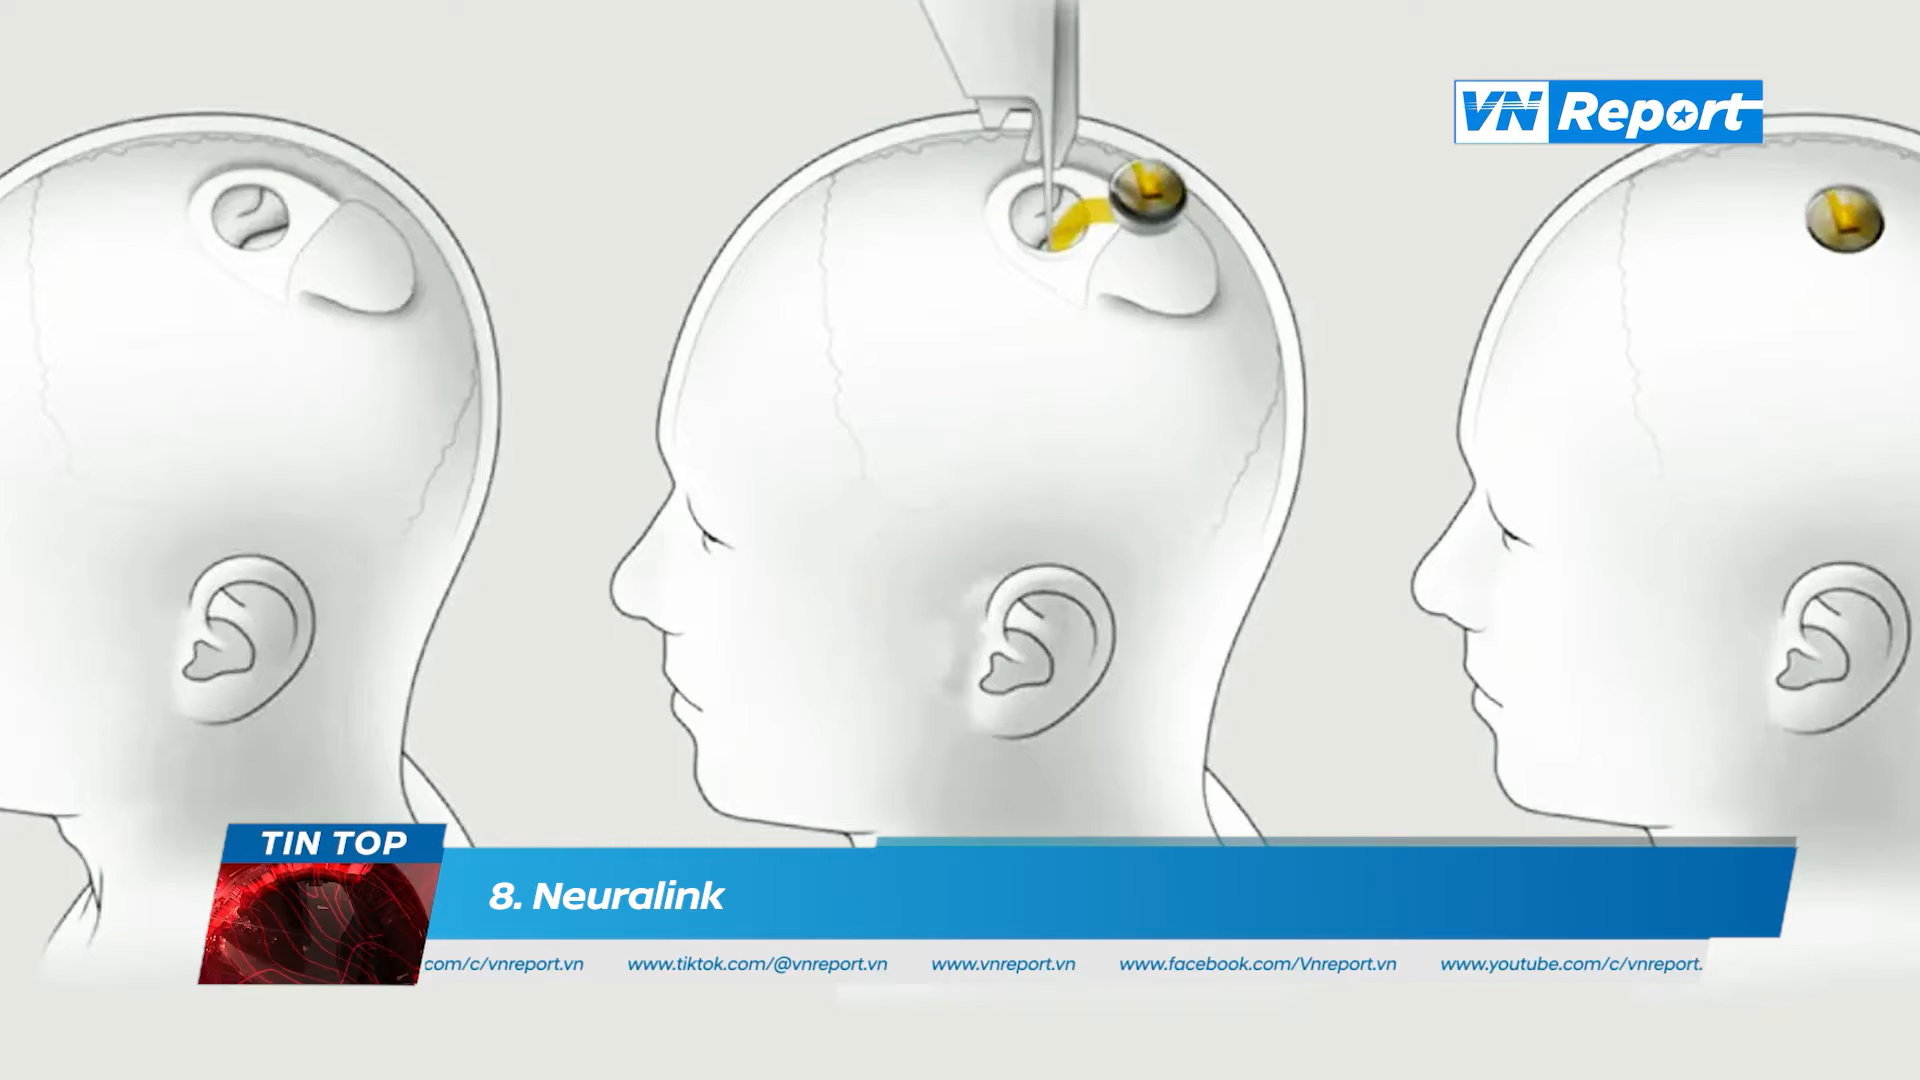 VN Report
TIN TOP
8. Neuralink
com/c/vnreport.vn www.tiktok.com/@vnreport.vn www.vnreport.vn www.facebook.com/Vnreport.vn www.youtube.com/c/vnreport.